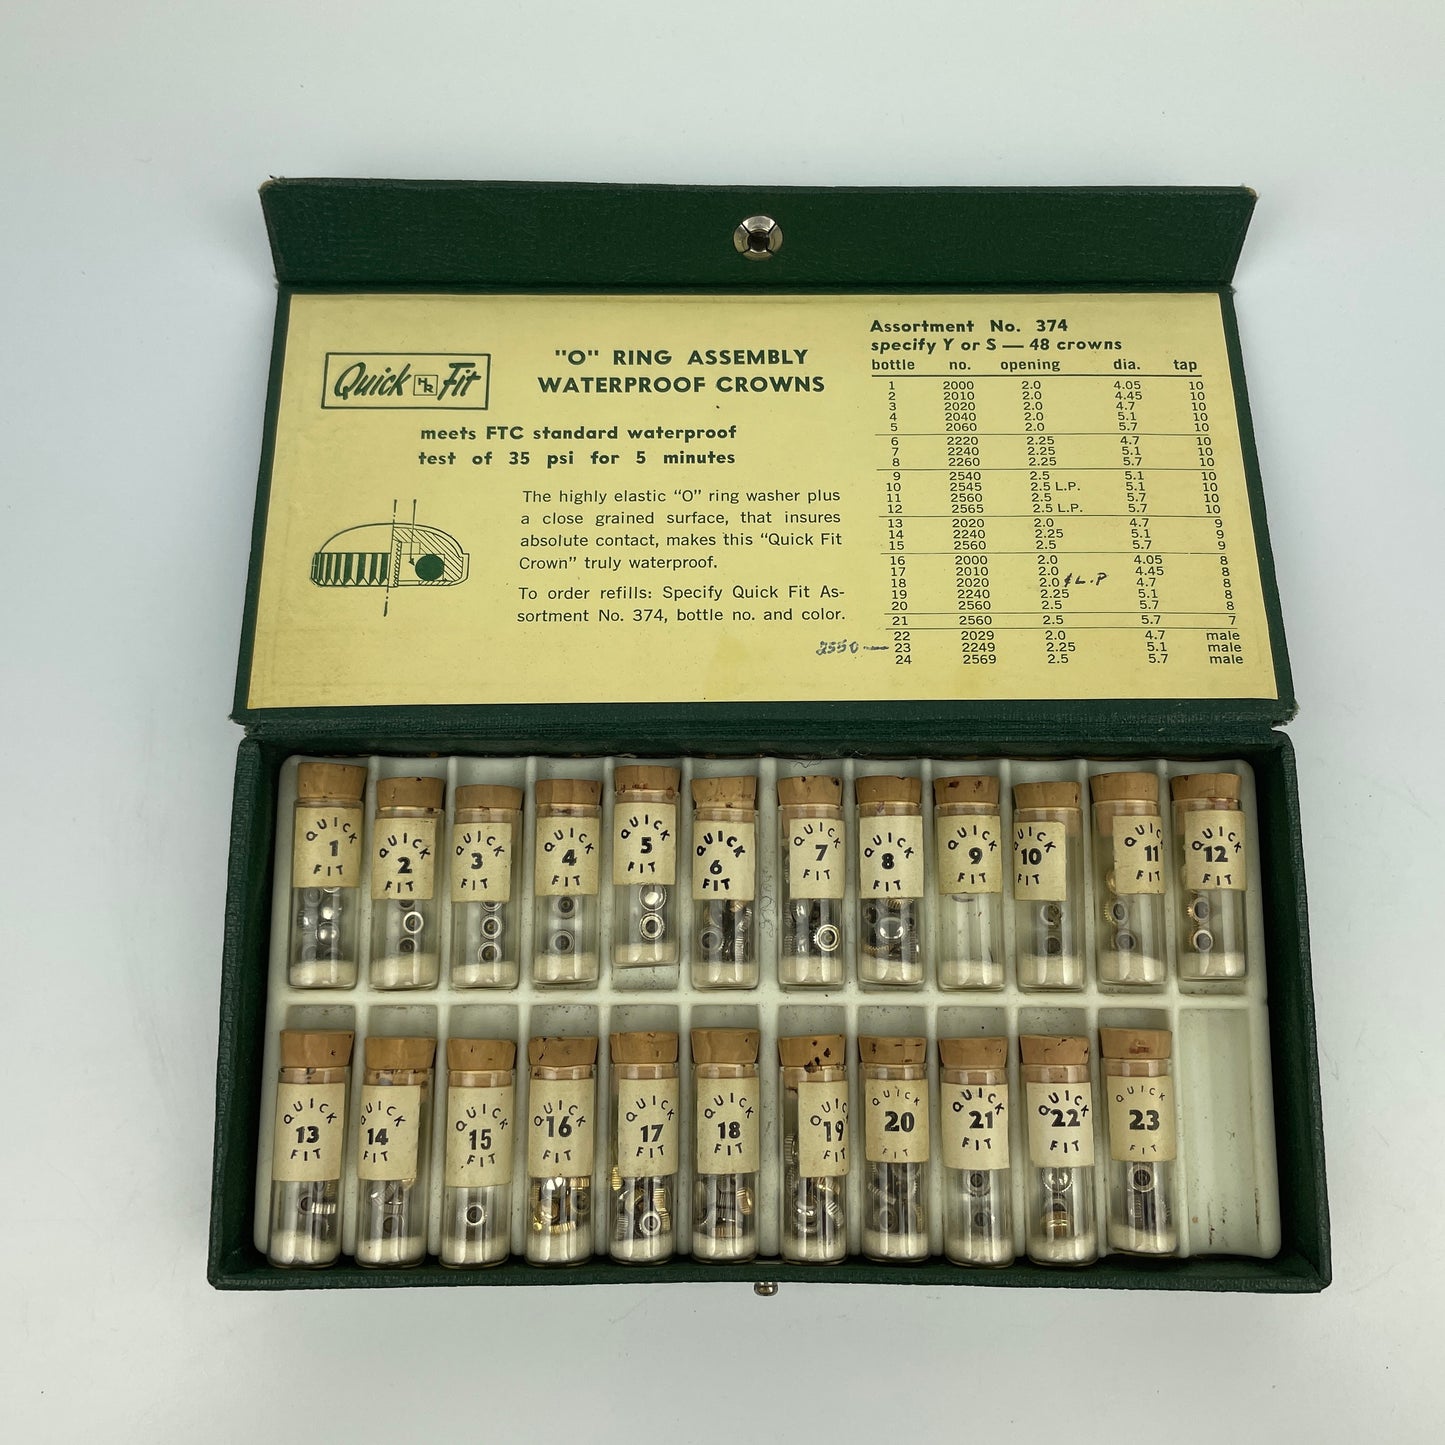 Quick HR Fit
"O" RING ASSEMBLY
WATERPROOF CROWNS
meets FTC standard waterproof
test of 35 psi for 5 minutes
The highly elastic "O" ring washer plus
a close grained surface, that insures
absolute contact, makes this "Quick Fit
Crown" truly waterproof.
To order refills: Specify Quick Fit As-
sortment No. 374, bottle no. and color.
Assortment No. 374
specify Y or S — 48 crowns
bottle no. opening dia. tap
1 2000 2.0 4.05 10
2 2010 2.0 4.45 10
3 2020 2.0 4.7 10
4 2040 2.0 5.1 10
5 2060 2.0 5.7 10
6 2220 2.25 4.7 10
7 2240 2.25 5.1 10
8 2260 2.25 5.7 10
9 2540 2.5 5.1 10
10 2545 2.5 L.P. 5.1 10
11 2560 2.5 5.7 10
12 2565 2.5 L.P. 5.7 10
13 2020 2.0 4.7 9
14 2240 2.25 5.1 9
15 2560 2.5 5.7 9
16 2000 2.0 4.05 8
17 2010 2.0 4.45 8
18 2020 2.0 & L.P 4.7 8
19 2240 2.25 5.1 8
20 2560 2.5 5.7 8
21 2560 2.5 5.7 7
22 2029 2.0 4.7 male
2550 — 23 2249 2.25 5.1 male
24 2569 2.5 5.7 male
QUICK 1 FIT
QUICK 2 FIT
QUICK 3 FIT
QUICK 4 FIT
QUICK 5 FIT
QUICK 6 FIT
QUICK 7 FIT
QUICK 8 FIT
QUICK 9 FIT
QUICK 10 FIT
QUICK 11 FIT
QUICK 12 FIT
QUICK 13 FIT
QUICK 14 FIT
QUICK 15 FIT
QUICK 16 FIT
QUICK 17 FIT
QUICK 18 FIT
QUICK 19 FIT
QUICK 20 FIT
QUICK 21 FIT
QUICK 22 FIT
QUICK 23 FIT